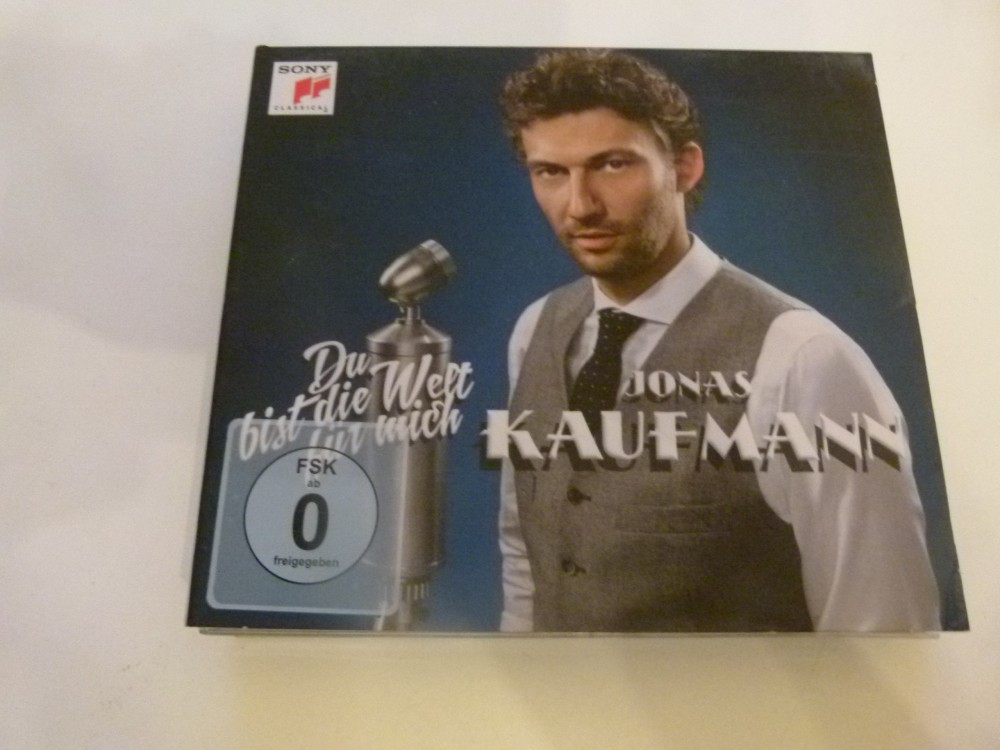 SONY
CLASSICAL
Du
bist die Welt
für mich
JONAS
KAUFMANN
FSK
ab
0
freigegeben